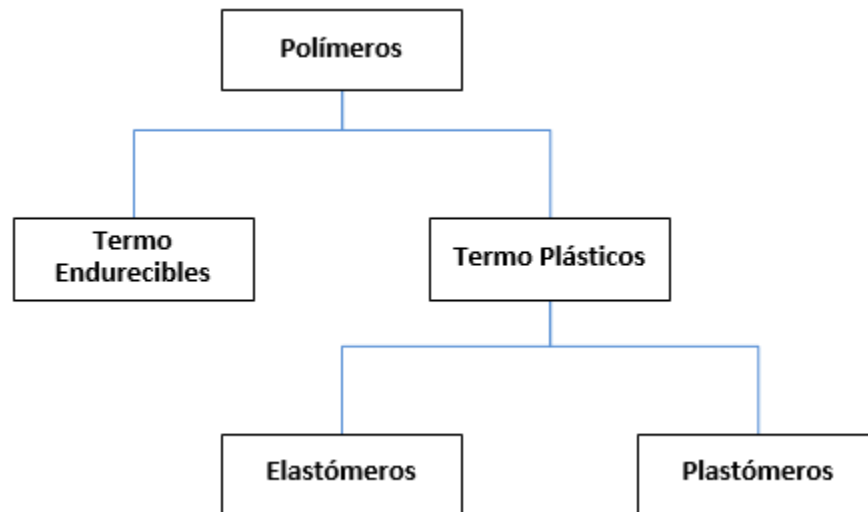 Polímeros
Termo
Endurecibles
Termo Plásticos
Elastómeros
Plastómeros